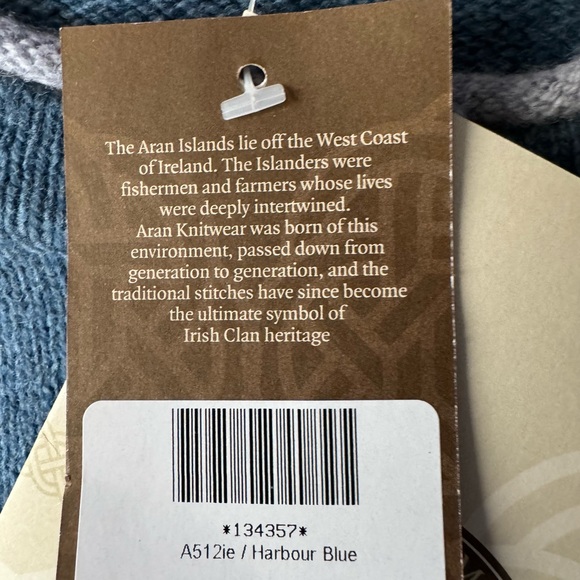 The Aran Islands lie off the West Coast
of Ireland. The Islanders were
fishermen and farmers whose lives
were deeply intertwined.
Aran Knitwear was born of this
environment, passed down from
generation to generation, and the
traditional stitches have since become
the ultimate symbol of
Irish Clan heritage
*134357*
A512ie / Harbour Blue